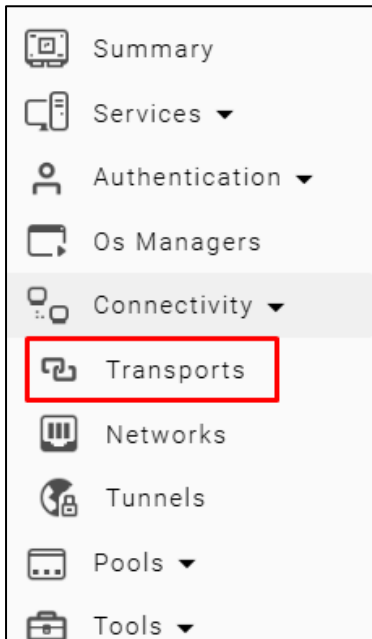 Summary
Services
Authentication
Os Managers
Connectivity
Transports
Networks
Tunnels
Pools
Tools